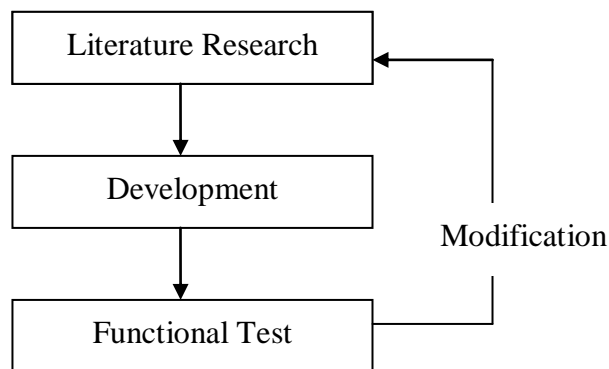 Literature Research
Development
Modification
Functional Test